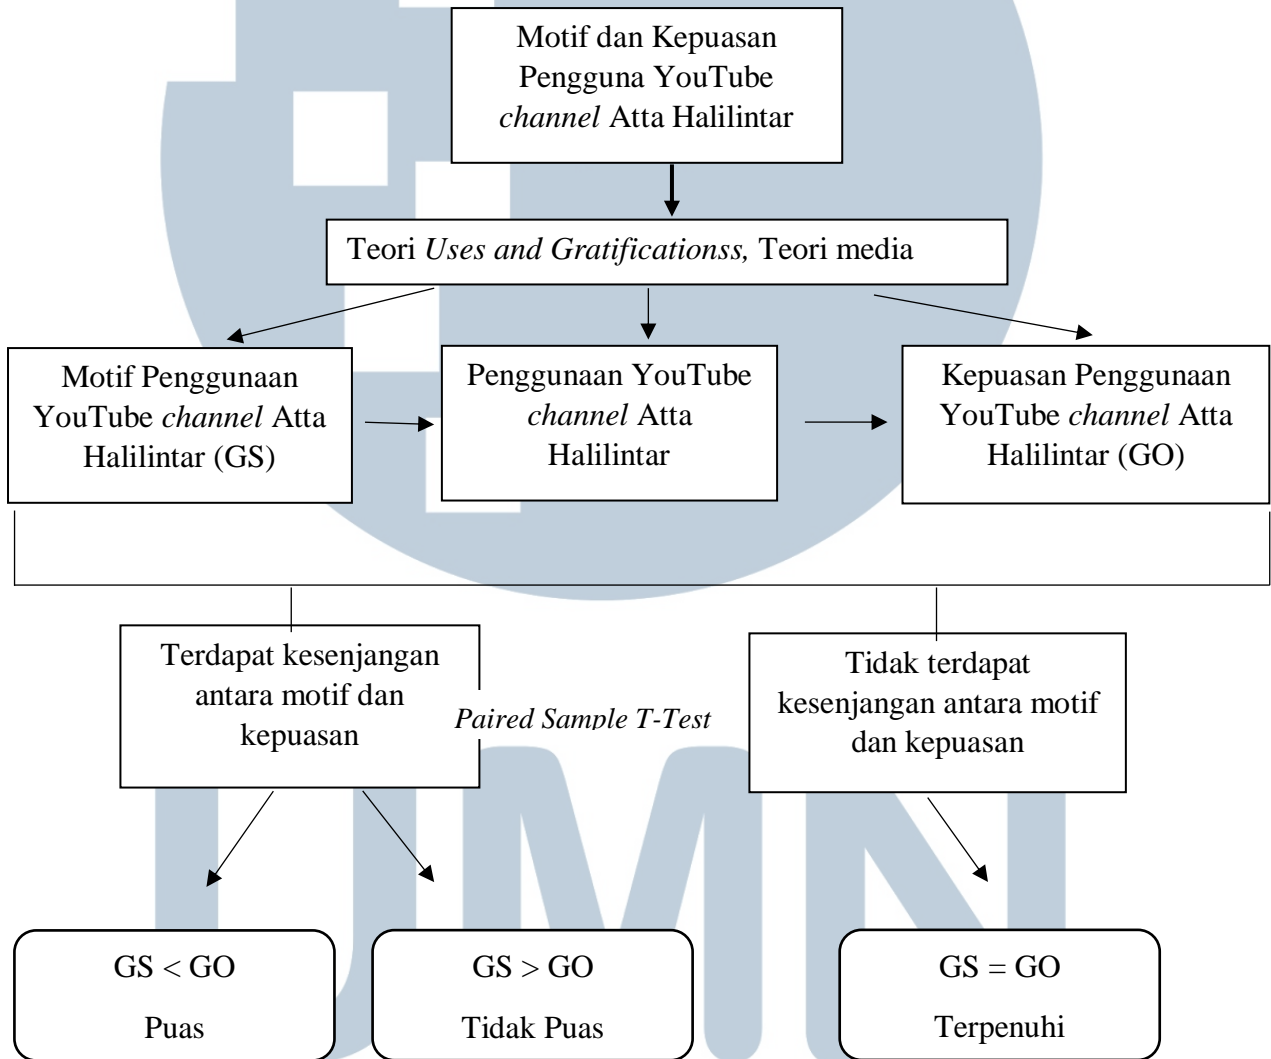 Motif dan Kepuasan
Pengguna YouTube
channel Atta Halilintar
Teori Uses and Gratificationss, Teori media
Motif Penggunaan
YouTube channel Atta
Halilintar (GS)
Penggunaan YouTube
channel Atta
Halilintar
Kepuasan Penggunaan
YouTube channel Atta
Halilintar (GO)
Terdapat kesenjangan
antara motif dan
kepuasan
Paired Sample T-Test
Tidak terdapat
kesenjangan antara motif
dan kepuasan
GS < GO
Puas
GS > GO
Tidak Puas
GS = GO
Terpenuhi
UMN